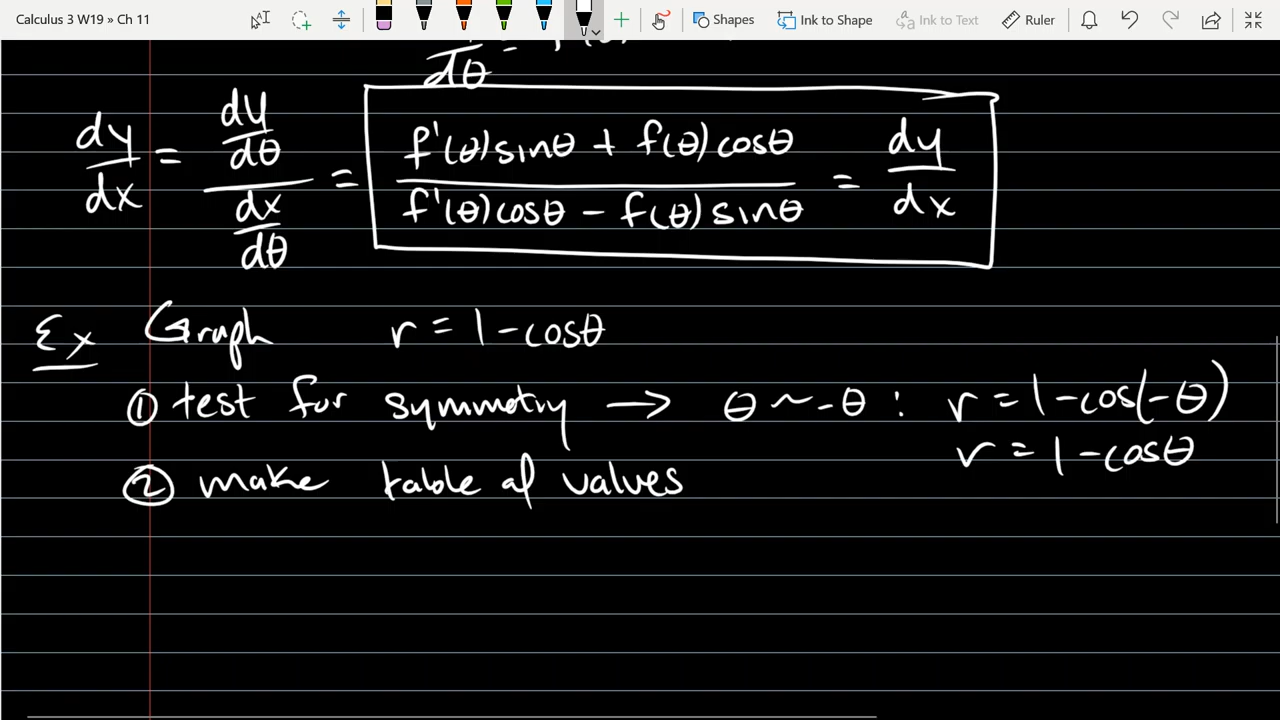 Calculus 3 W19 » Ch 11
Shapes
Ink to Shape
Ink to Text
Ruler
dθ
dy/dx = (dy/dθ)/(dx/dθ) = (f'(θ)sinθ + f(θ)cosθ)/(f'(θ)cosθ - f(θ)sinθ) = dy/dx
Ex Graph r = 1 - cosθ
① test for symmetry → θ ~ -θ : r = 1 - cos(-θ)
r = 1 - cosθ
② make table of values